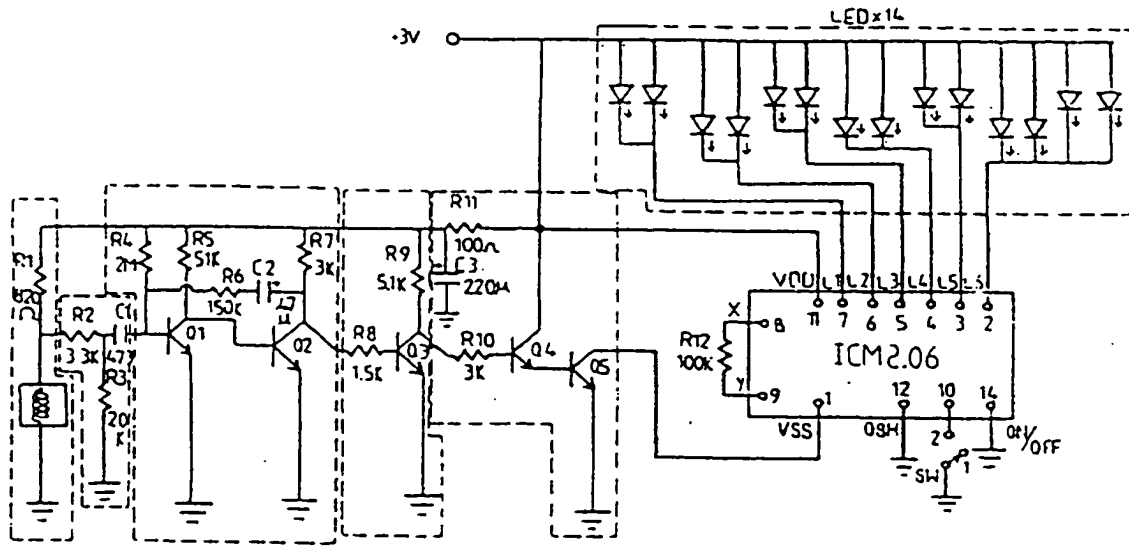 LED x 14
+3V
R11
100Ω
R1
R4
2M
R5
51K
R6
150K
C2
47
μ
R7
3K
R9
5.1K
C3
220μ
R2
3.3K
C1
473
R3
20
K
Q1
Q2
R8
1.5K
Q3
R10
3K
Q4
Q5
VDD L1 L2 L3 L4 L5 L6
11 7 6 5 4 3 2
X
8
R12
100K
Y
9
ICM2.06
1 12 10 14
VSS
OSH
2
1
SW
ON/OFF